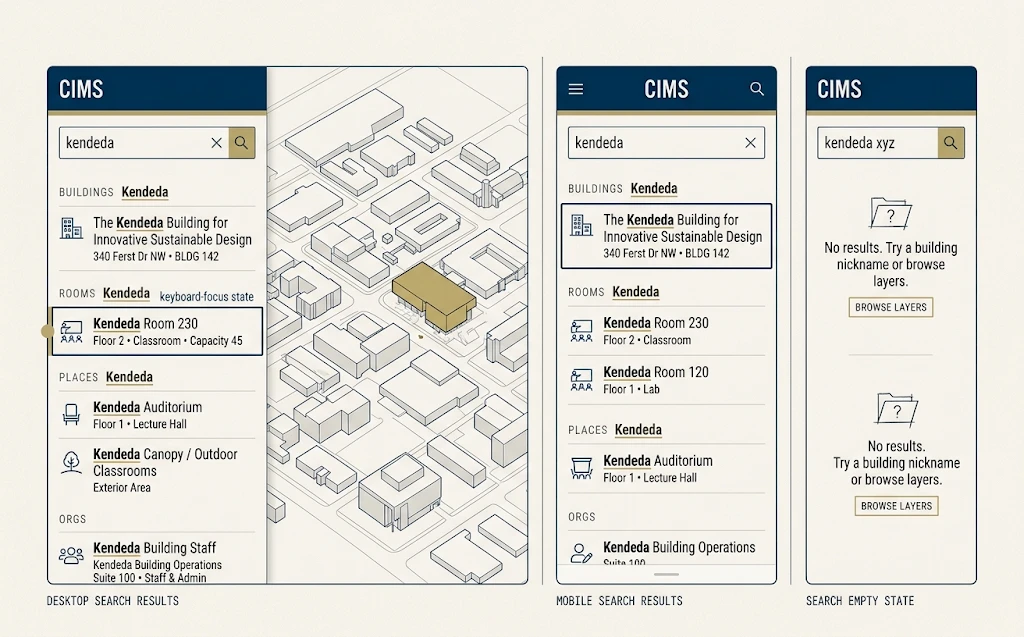 CIMS
kendeda
BUILDINGS Kendeda
The Kendeda Building for
Innovative Sustainable Design
340 Ferst Dr NW • BLDG 142
ROOMS Kendeda keyboard-focus state
Kendeda Room 230
Floor 2 • Classroom • Capacity 45
PLACES Kendeda
Kendeda Auditorium
Floor 1 • Lecture Hall
Kendeda Canopy / Outdoor
Classrooms
Exterior Area
ORGS
Kendeda Building Staff
Kendeda Building Operations
Suite 100 • Staff & Admin
DESKTOP SEARCH RESULTS
CIMS
kendeda
BUILDINGS Kendeda
The Kendeda Building for
Innovative Sustainable Design
340 Ferst Dr NW • BLDG 142
ROOMS Kendeda
Kendeda Room 230
Floor 2 • Classroom
Kendeda Room 120
Floor 1 • Lab
PLACES Kendeda
Kendeda Auditorium
Floor 1 • Lecture Hall
ORGS
Kendeda Building Operations
Suite 100
MOBILE SEARCH RESULTS
CIMS
kendeda xyz
?
No results. Try a building
nickname or browse
layers.
BROWSE LAYERS
?
No results.
Try a building nickname
or browse layers.
BROWSE LAYERS
SEARCH EMPTY STATE